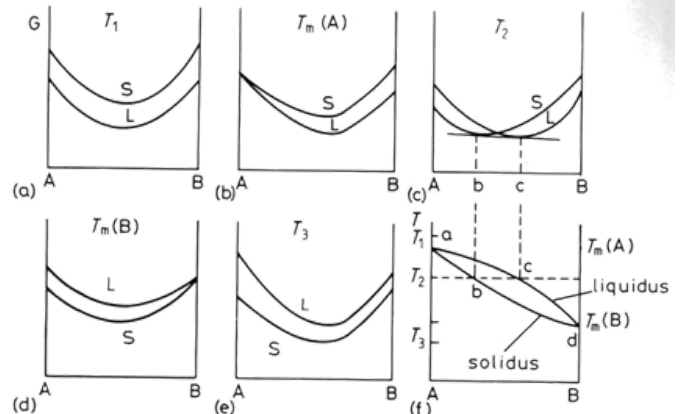 G
T₁
S
L
A
B
(a)
Tₘ(A)
S
L
A
B
(b)
T₂
S
L
A
b
c
B
(c)
Tₘ(B)
L
S
A
B
(d)
T₃
L
S
A
B
(e)
T
T₁
a
Tₘ(A)
T₂
c
b
liquidus
Tₘ(B)
T₃
d
solidus
A
B
(f)